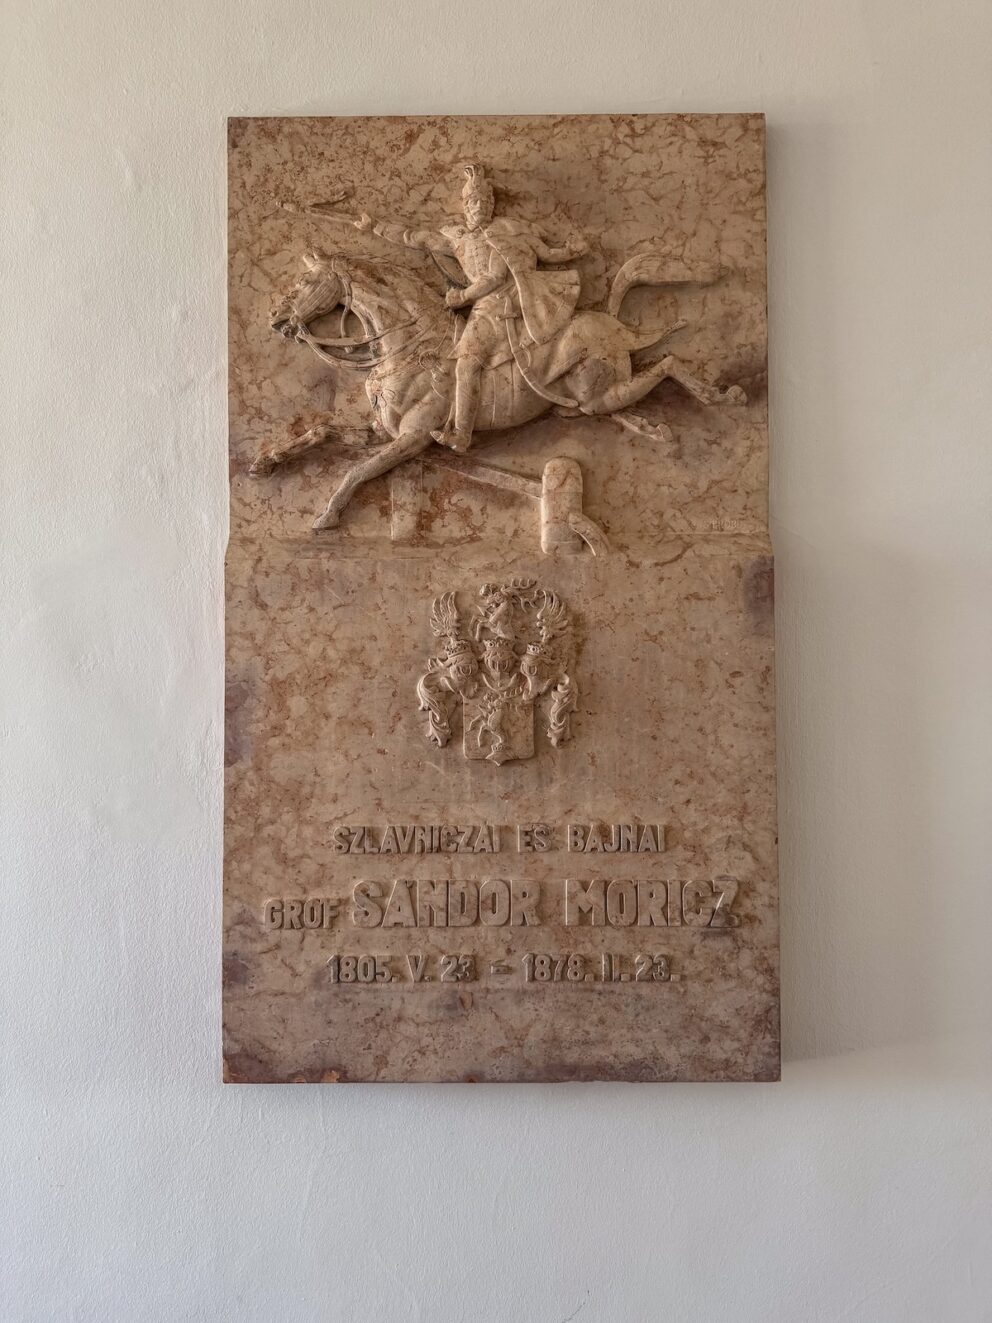 SZLAVNICZAI ÉS BAJNAI
GRÓF SÁNDOR MÓRICZ
1805. V. 23 - 1878. II. 23.